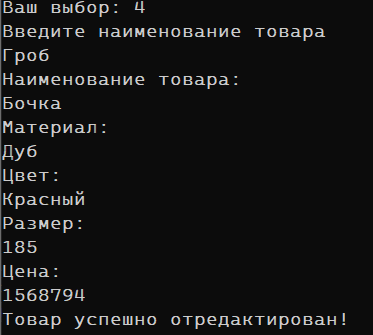 Ваш выбор: 4
Введите наименование товара
Гроб
Наименование товара:
Бочка
Материал:
Дуб
Цвет:
Красный
Размер:
185
Цена:
1568794
Товар успешно отредактирован!